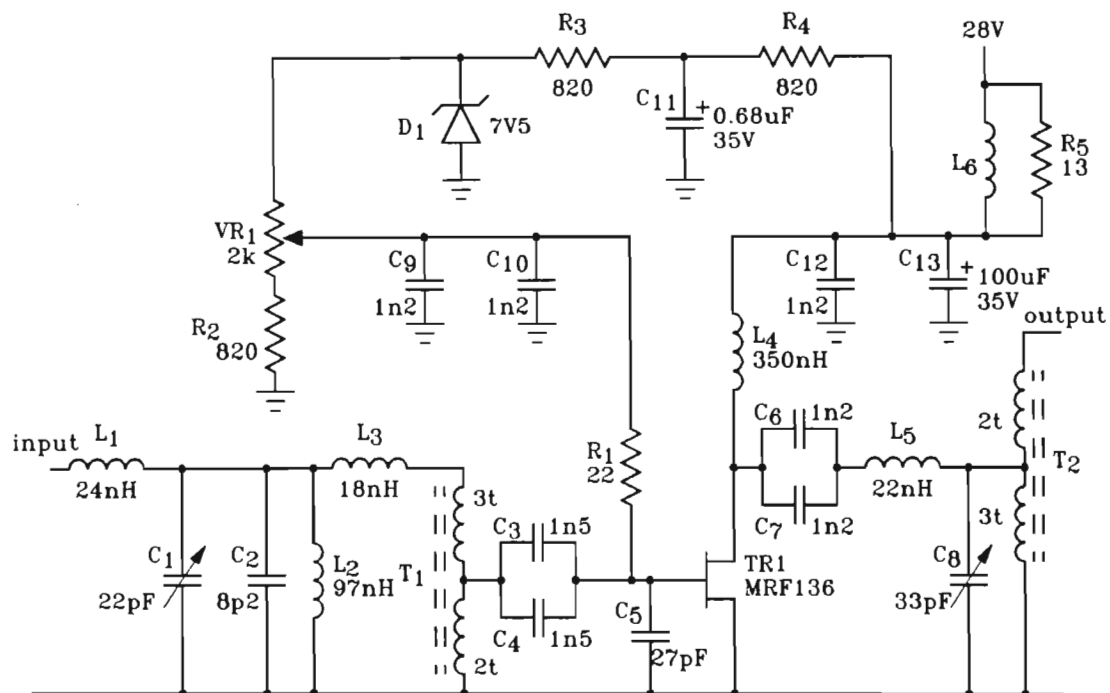 R3
820
R4
820
28V
D1
7V5
C11
+
0.68uF
35V
L6
R5
13
VR1
2k
C9
1n2
C10
1n2
C12
1n2
C13
+
100uF
35V
R2
820
L4
350nH
output
input
L1
24nH
L3
18nH
R1
22
C6
1n2
L5
22nH
2t
T2
C7
1n2
3t
3t
C3
1n5
C1
22pF
C2
8p2
L2
97nH
T1
C4
1n5
2t
C5
27pF
TR1
MRF136
C8
33pF